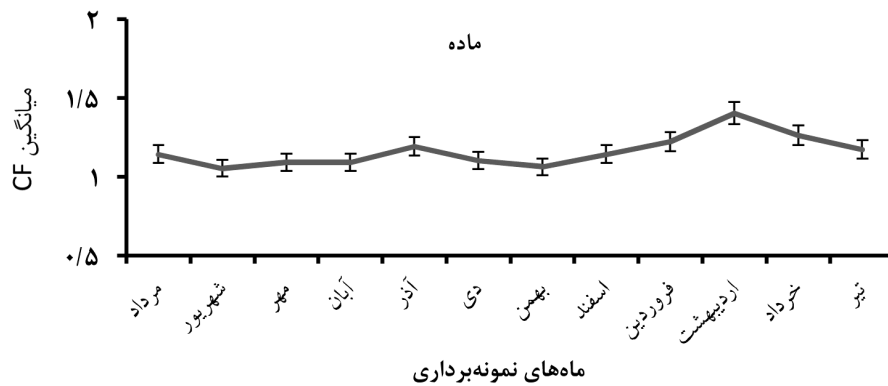 ماده
۲
۱/۵
۱
۰/۵
میانگین CF
مرداد
شهریور
مهر
آبان
آذر
دی
بهمن
اسفند
فروردین
اردیبهشت
خرداد
تیر
ماه‌های نمونه‌برداری